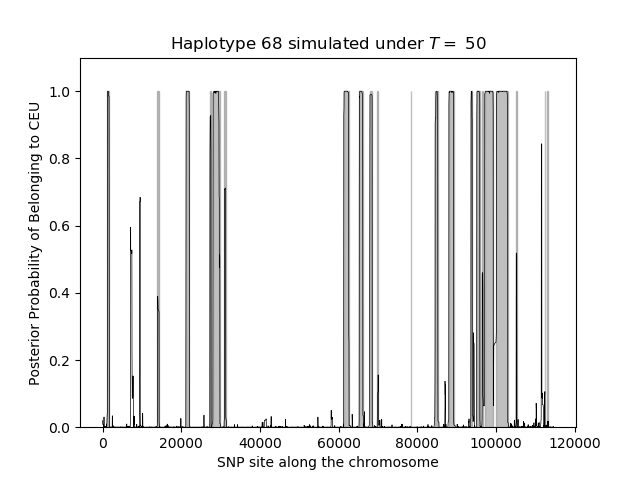 Haplotype 68 simulated under T = 50
Posterior Probability of Belonging to CEU
1.0
0.8
0.6
0.4
0.2
0.0
0 20000 40000 60000 80000 100000 120000
SNP site along the chromosome